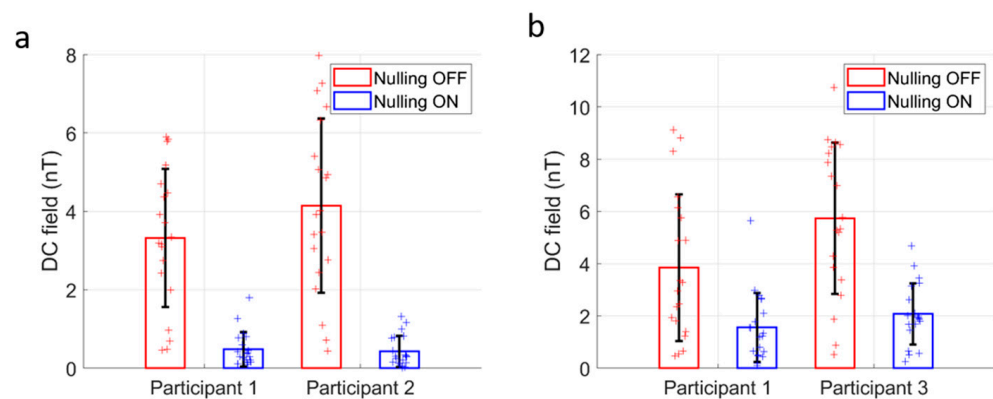 a
8
6
4
2
0
DC field (nT)
Nulling OFF
Nulling ON
Participant 1 Participant 2
b
12
10
8
6
4
2
0
DC field (nT)
Nulling OFF
Nulling ON
Participant 1 Participant 3